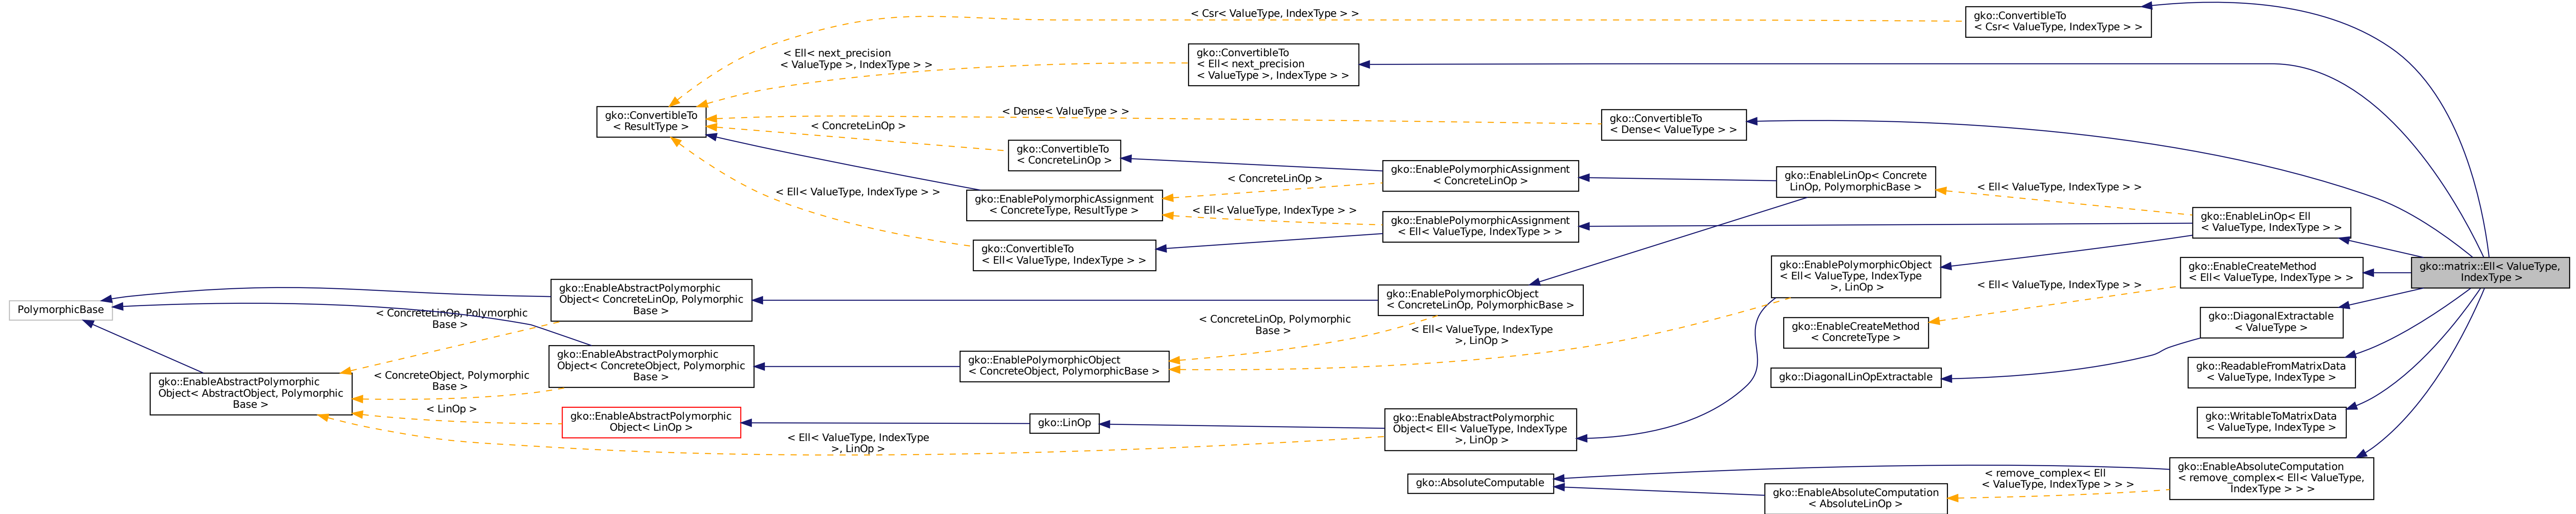 < Csr< ValueType, IndexType > >
gko::ConvertibleTo
< Csr< ValueType, IndexType > >
< Ell< next_precision
< ValueType >, IndexType > >
gko::ConvertibleTo
< Ell< next_precision
< ValueType >, IndexType > >
gko::ConvertibleTo
< ResultType >
< Dense< ValueType > >
gko::ConvertibleTo
< Dense< ValueType > >
< ConcreteLinOp >
gko::ConvertibleTo
< ConcreteLinOp >
gko::EnablePolymorphicAssignment
< ConcreteLinOp >
gko::EnableLinOp< Concrete
LinOp, PolymorphicBase >
< Ell< ValueType, IndexType > >
< ConcreteLinOp >
< Ell< ValueType, IndexType > >
gko::EnablePolymorphicAssignment
< ConcreteType, ResultType >
< Ell< ValueType, IndexType > >
gko::EnablePolymorphicAssignment
< Ell< ValueType, IndexType > >
gko::EnableLinOp< Ell
< ValueType, IndexType > >
gko::ConvertibleTo
< Ell< ValueType, IndexType > >
gko::EnablePolymorphicObject
< Ell< ValueType, IndexType
>, LinOp >
gko::EnableCreateMethod
< Ell< ValueType, IndexType > >
gko::matrix::Ell< ValueType,
IndexType >
< Ell< ValueType, IndexType > >
gko::EnableAbstractPolymorphic
Object< ConcreteLinOp, Polymorphic
Base >
gko::EnablePolymorphicObject
< ConcreteLinOp, PolymorphicBase >
PolymorphicBase
< ConcreteLinOp, Polymorphic
Base >
< ConcreteLinOp, Polymorphic
Base >
< Ell< ValueType, IndexType
>, LinOp >
gko::EnableCreateMethod
< ConcreteType >
gko::DiagonalExtractable
< ValueType >
gko::EnableAbstractPolymorphic
Object< ConcreteObject, Polymorphic
Base >
gko::EnablePolymorphicObject
< ConcreteObject, PolymorphicBase >
gko::DiagonalLinOpExtractable
gko::ReadableFromMatrixData
< ValueType, IndexType >
gko::EnableAbstractPolymorphic
Object< AbstractObject, Polymorphic
Base >
< ConcreteObject, Polymorphic
Base >
< LinOp >
gko::EnableAbstractPolymorphic
Object< LinOp >
gko::LinOp
gko::EnableAbstractPolymorphic
Object< Ell< ValueType, IndexType
>, LinOp >
gko::WritableToMatrixData
< ValueType, IndexType >
< Ell< ValueType, IndexType
>, LinOp >
gko::AbsoluteComputable
gko::EnableAbsoluteComputation
< AbsoluteLinOp >
< remove_complex< Ell
< ValueType, IndexType > > >
gko::EnableAbsoluteComputation
< remove_complex< Ell< ValueType,
IndexType > > >